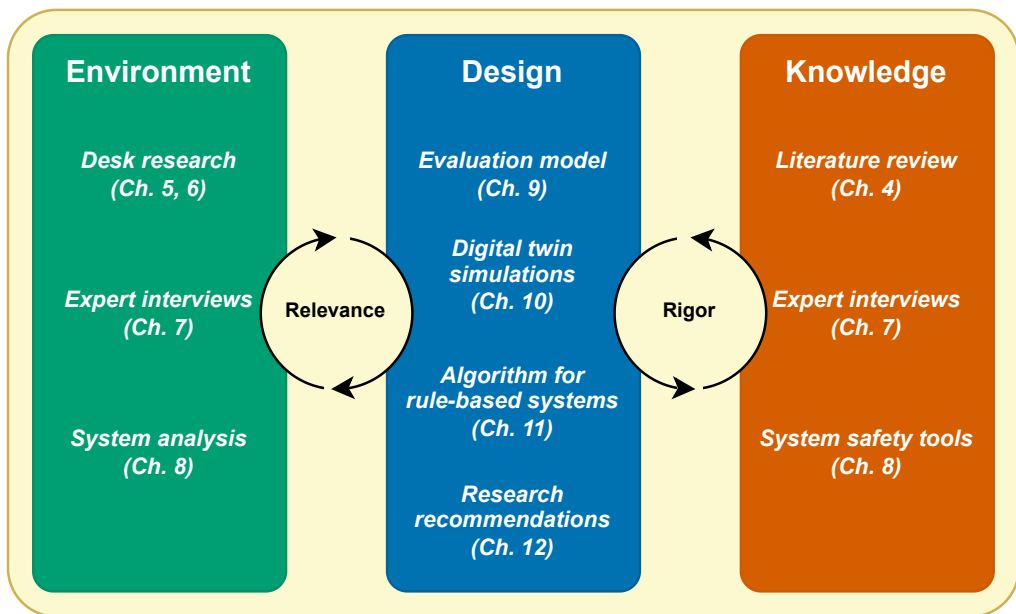 Environment
Desk research
(Ch. 5, 6)
Expert interviews
(Ch. 7)
System analysis
(Ch. 8)
Relevance
Design
Evaluation model
(Ch. 9)
Digital twin
simulations
(Ch. 10)
Algorithm for
rule-based systems
(Ch. 11)
Research
recommendations
(Ch. 12)
Rigor
Knowledge
Literature review
(Ch. 4)
Expert interviews
(Ch. 7)
System safety tools
(Ch. 8)